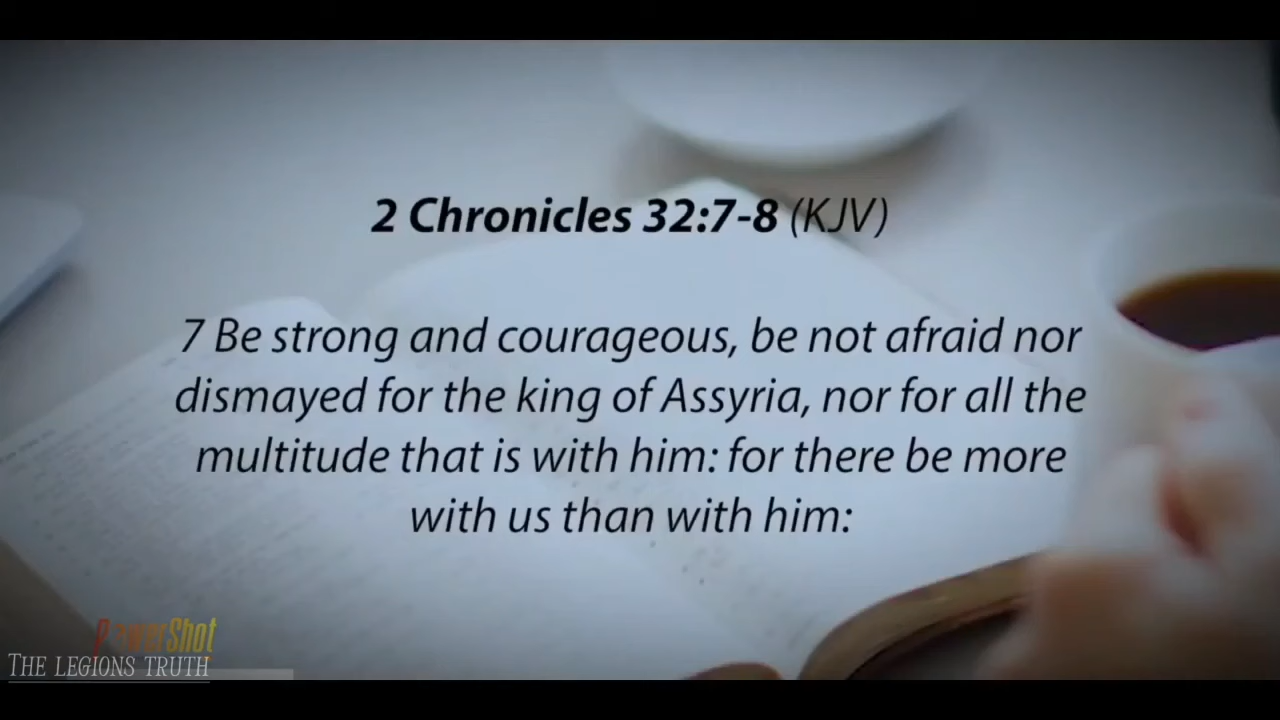 2 Chronicles 32:7-8 (KJV)
7 Be strong and courageous, be not afraid nor
dismayed for the king of Assyria, nor for all the
multitude that is with him: for there be more
with us than with him:
PowerShot
THE LEGIONS TRUTH